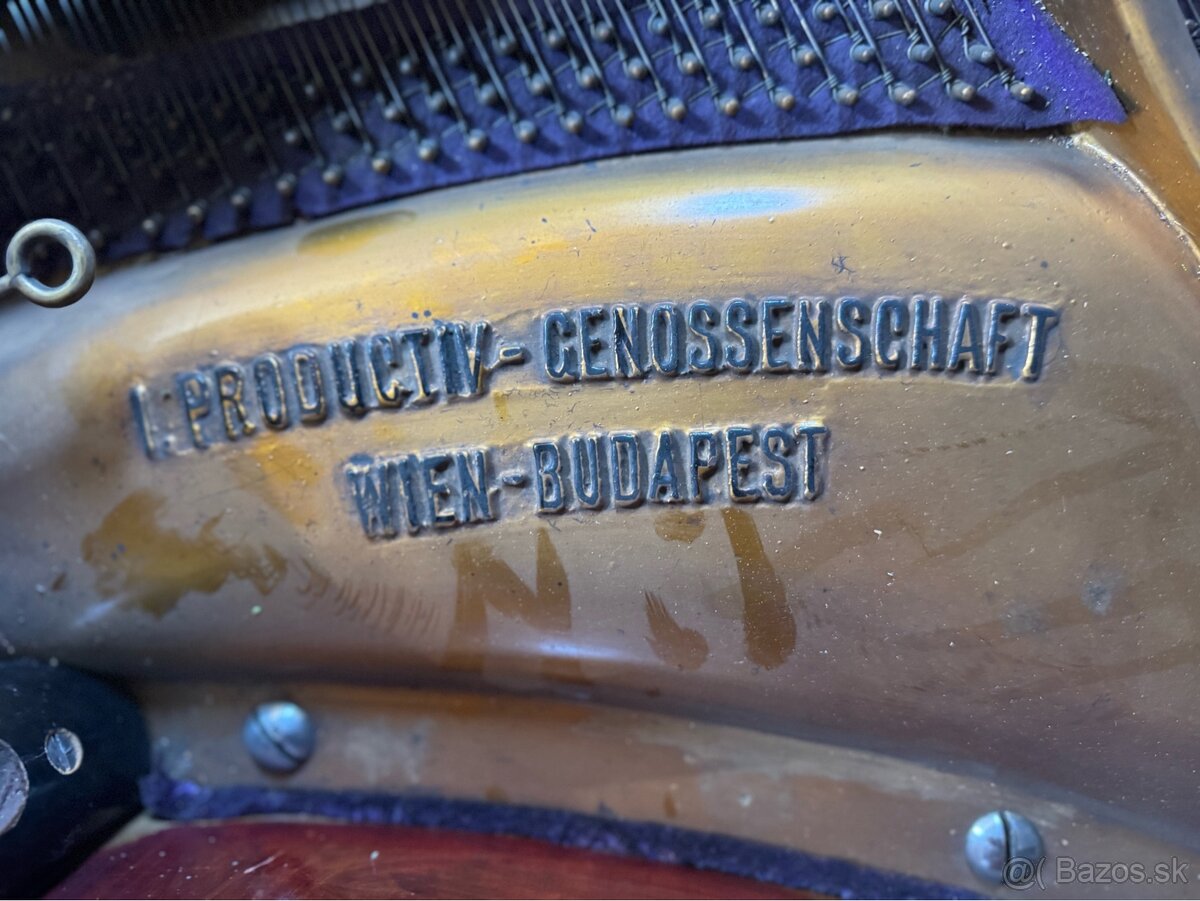 I. PRODUCTIV-GENOSSENSCHAFT
WIEN-BUDAPEST
@( Bazos.sk